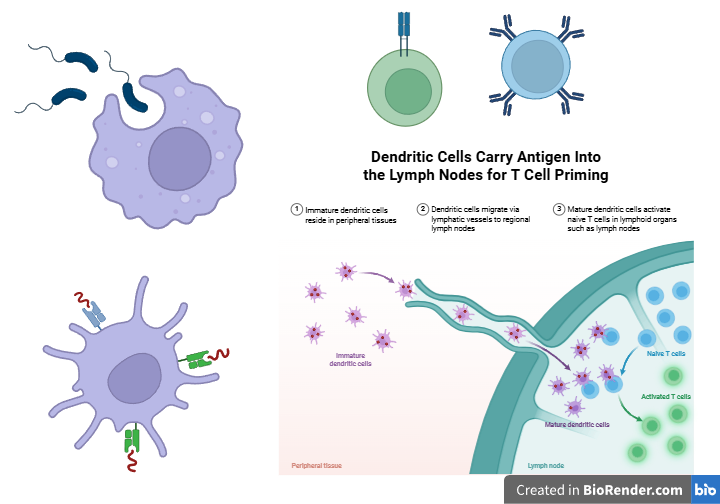 Dendritic Cells Carry Antigen Into
the Lymph Nodes for T Cell Priming
1 Immature dendritic cells
reside in peripheral tissues
2 Dendritic cells migrate via
lymphatic vessels to regional
lymph nodes
3 Mature dendritic cells activate
naive T cells in lymphoid organs
such as lymph nodes
Immature
dendritic cells
Naive T cells
Activated T cells
Mature dendritic cells
Peripheral tissue
Lymph node
Created in BioRender.com
bio